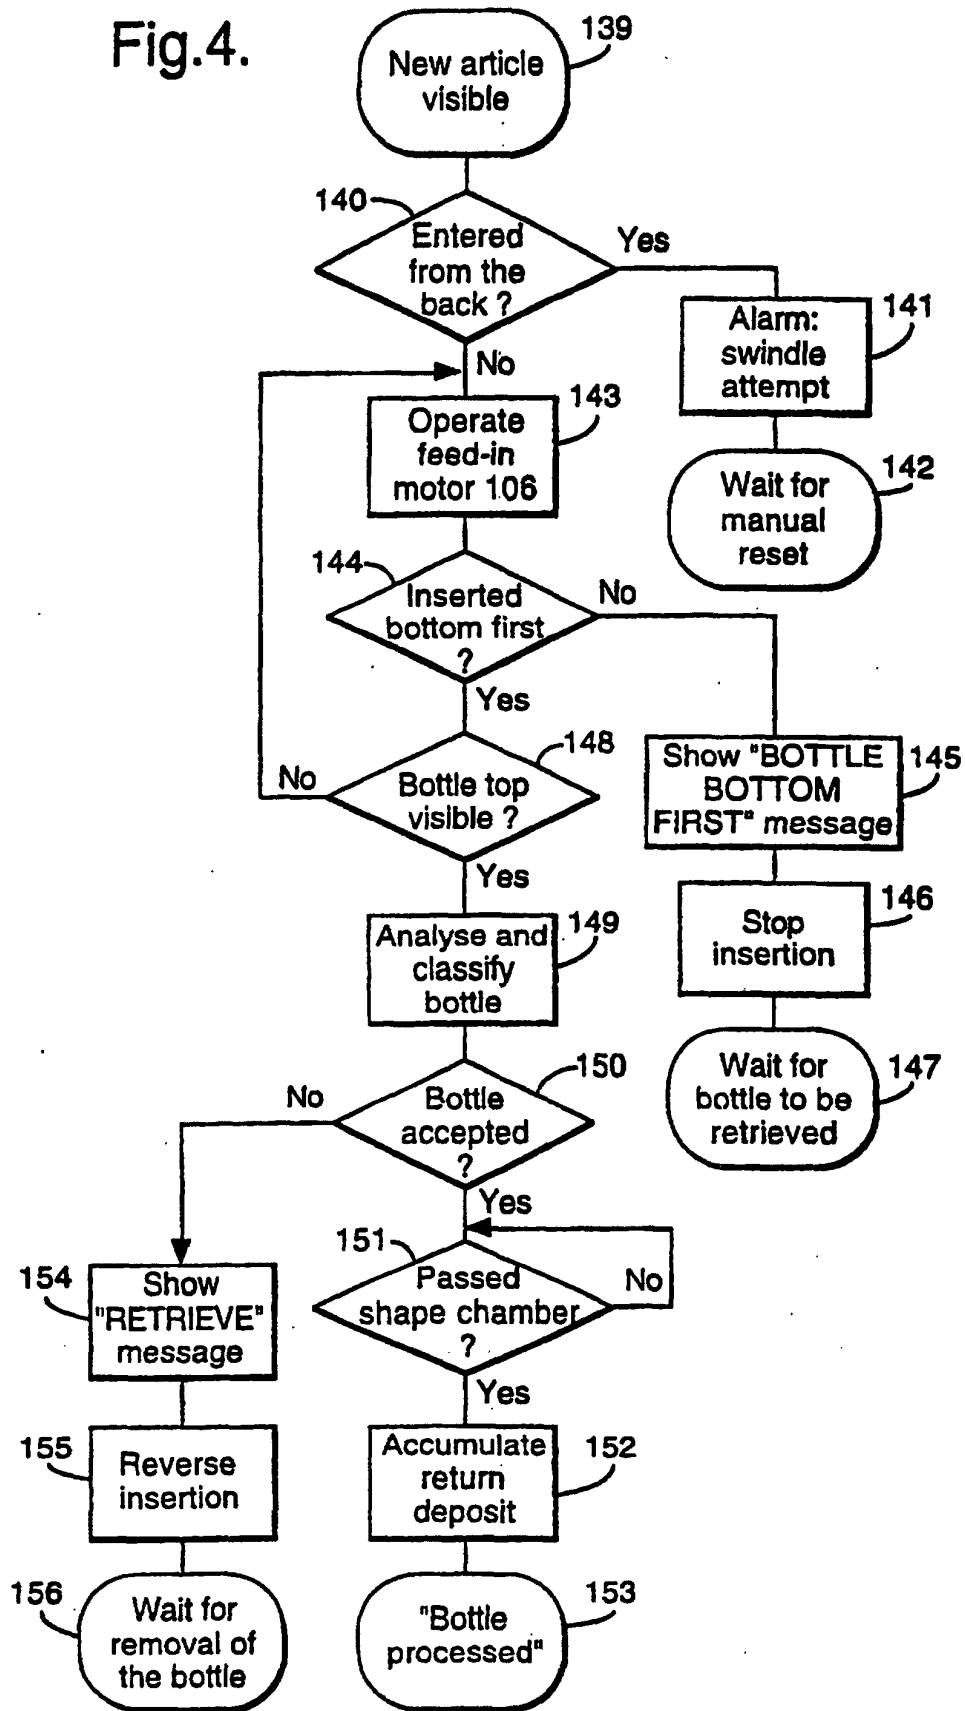 Fig.4.
139
New article
visible
140
Entered
from the
back ?
Yes
Alarm:
swindle
attempt
141
No
143
Operate
feed-in
motor 106
Wait for
manual
reset
142
144
Inserted
bottom first
?
No
Yes
148
Bottle top
visible ?
No
Show "BOTTLE
BOTTOM
FIRST" message
145
Yes
Analyse and
classify
bottle
149
Stop
insertion
146
Wait for
bottle to be
retrieved
147
150
Bottle
accepted
?
No
Yes
151
Passed
shape chamber
?
No
154
Show
"RETRIEVE"
message
Yes
155
Reverse
insertion
Accumulate
return
deposit
152
156
Wait for
removal of
the bottle
"Bottle
processed"
153